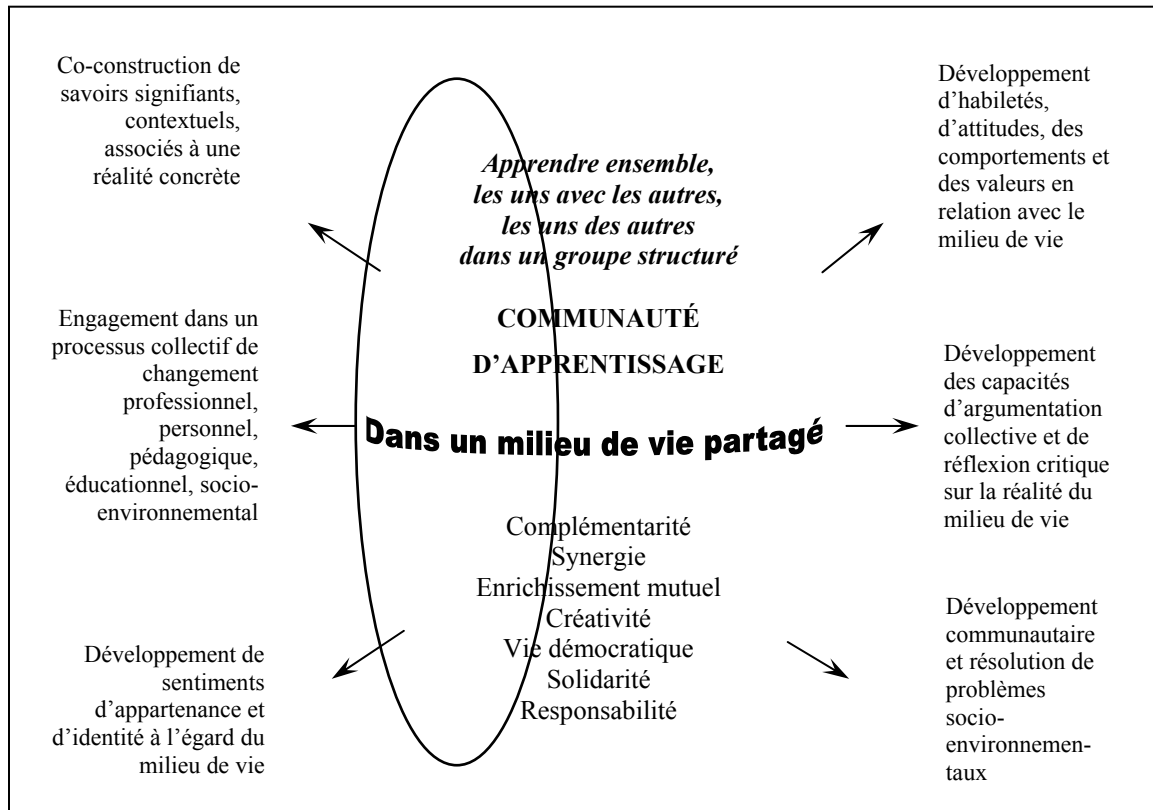 Co-construction de
savoirs signifiants,
contextuels,
associés à une
réalité concrète
Engagement dans un
processus collectif de
changement
professionnel,
personnel,
pédagogique,
éducationnel, socio-
environnemental
Développement de
sentiments
d'appartenance et
d'identité à l'égard du
milieu de vie
Apprendre ensemble,
les uns avec les autres,
les uns des autres
dans un groupe structuré
COMMUNAUTÉ
D'APPRENTISSAGE
Dans un milieu de vie partagé
Complémentarité
Synergie
Enrichissement mutuel
Créativité
Vie démocratique
Solidarité
Responsabilité
Développement
d'habiletés,
d'attitudes, des
comportements et
des valeurs en
relation avec le
milieu de vie
Développement
des capacités
d'argumentation
collective et de
réflexion critique
sur la réalité du
milieu de vie
Développement
communautaire
et résolution de
problèmes
socio-
environnemen-
taux